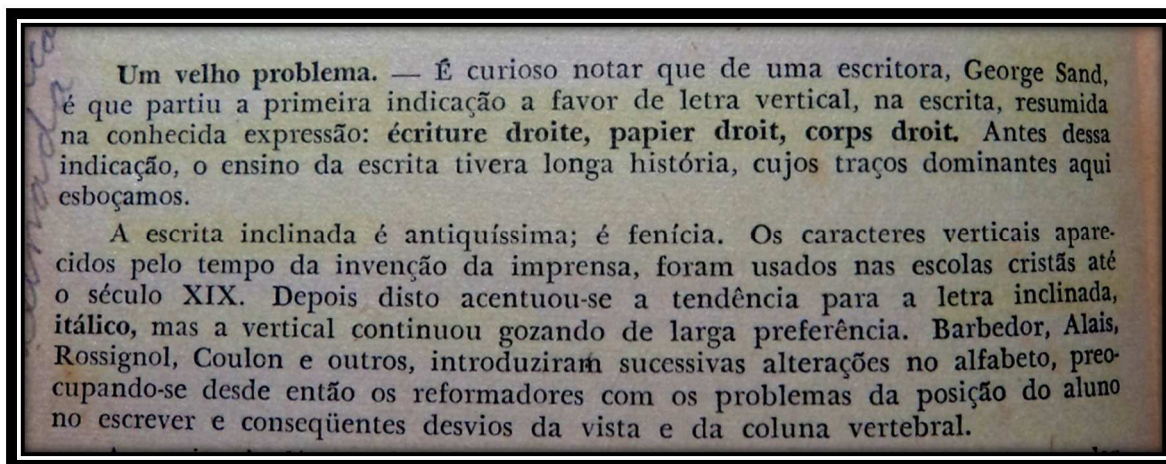 Um velho problema. — É curioso notar que de uma escritora, George Sand,
é que partiu a primeira indicação a favor de letra vertical, na escrita, resumida
na conhecida expressão: écriture droite, papier droit, corps droit. Antes dessa
indicação, o ensino da escrita tivera longa história, cujos traços dominantes aqui
esboçamos.
A escrita inclinada é antiquíssima; é fenícia. Os caracteres verticais apare-
cidos pelo tempo da invenção da imprensa, foram usados nas escolas cristãs até
o século XIX. Depois disto acentuou-se a tendência para a letra inclinada,
itálico, mas a vertical continuou gozando de larga preferência. Barbedor, Alais,
Rossignol, Coulon e outros, introduziram sucessivas alterações no alfabeto, preo-
cupando-se desde então os reformadores com os problemas da posição do aluno
no escrever e conseqüentes desvios da vista e da coluna vertebral.